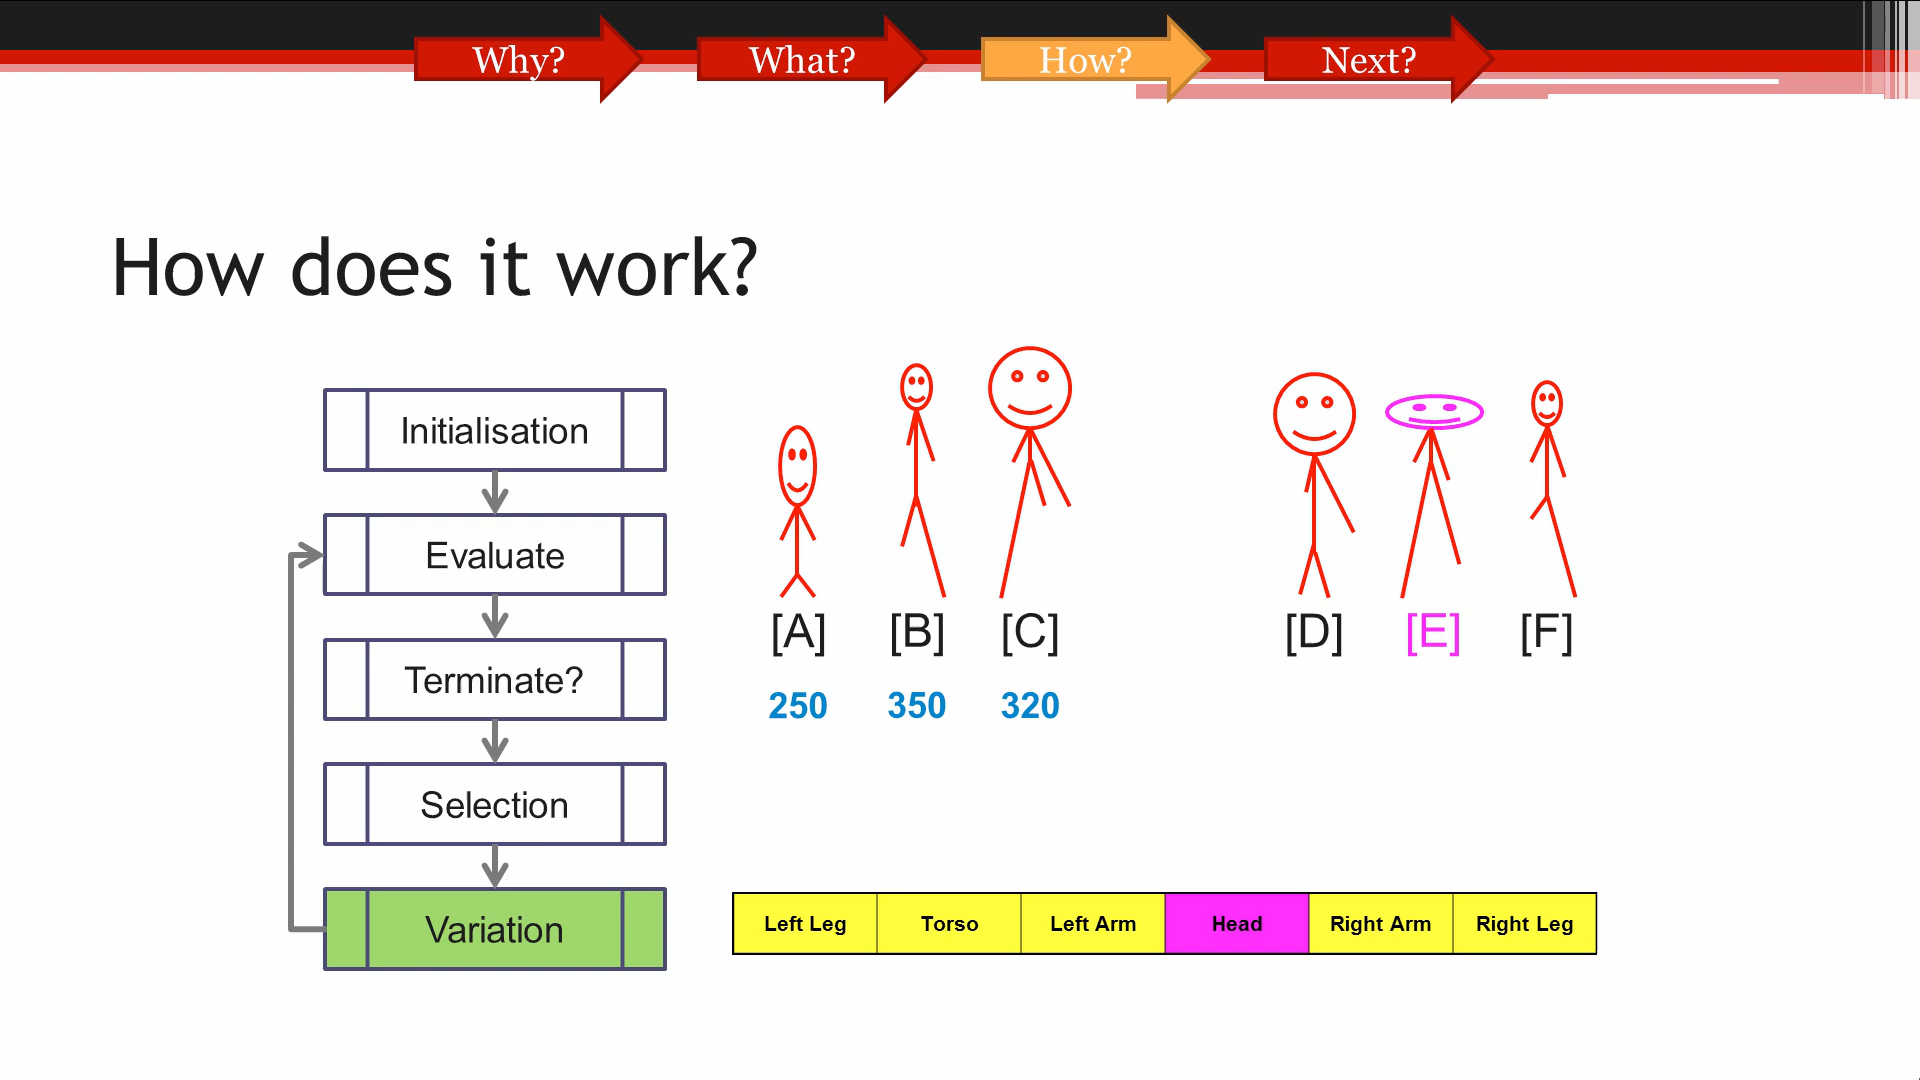 Why?
What?
How?
Next?
How does it work?
Initialisation
Evaluate
Terminate?
Selection
Variation
[A] [B] [C] [D] [E] [F]
250 350 320
Left Leg Torso Left Arm Head Right Arm Right Leg